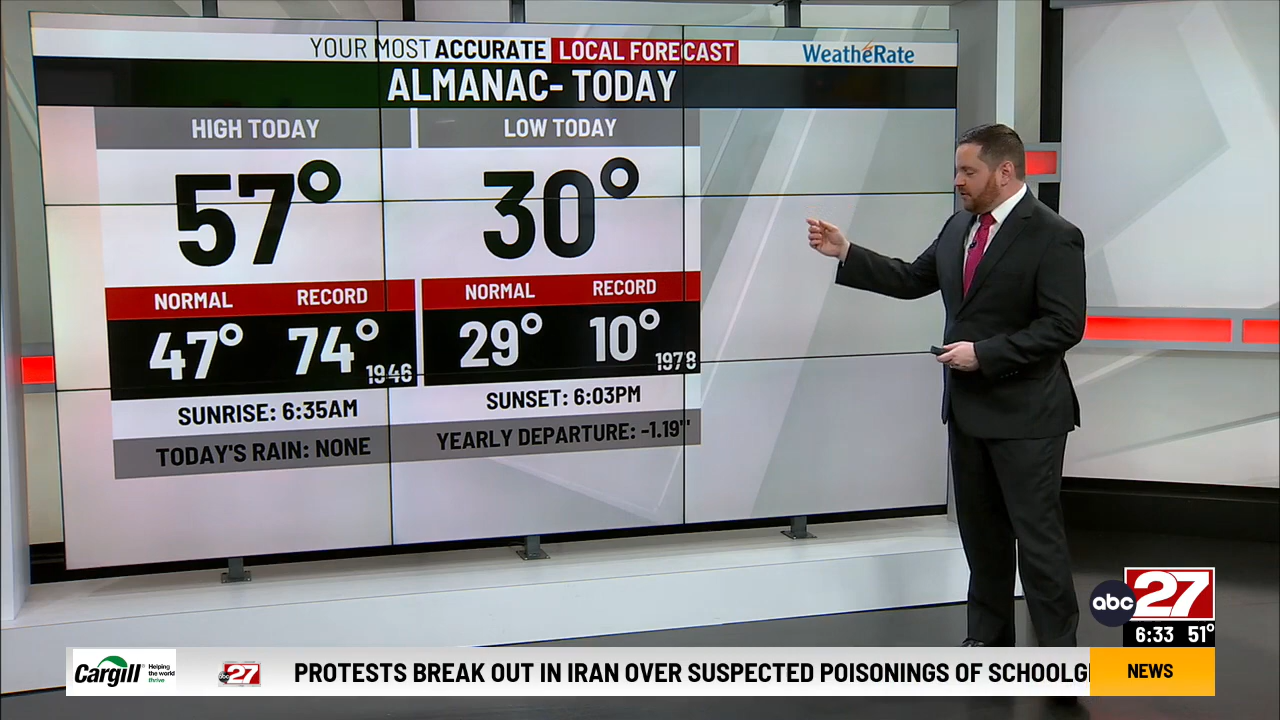 YOUR MOST ACCURATE LOCAL FORECAST
WeatheRate
ALMANAC- TODAY
HIGH TODAY
LOW TODAY
57°
30°
NORMAL RECORD
NORMAL RECORD
47° 74° 1946
29° 10° 1978
SUNRISE: 6:35AM
SUNSET: 6:03PM
TODAY'S RAIN: NONE
YEARLY DEPARTURE: -1.19"
abc 27
6:33 51°
Cargill® Helping the world thrive
abc 27
PROTESTS BREAK OUT IN IRAN OVER SUSPECTED POISONINGS OF SCHOOLG
NEWS